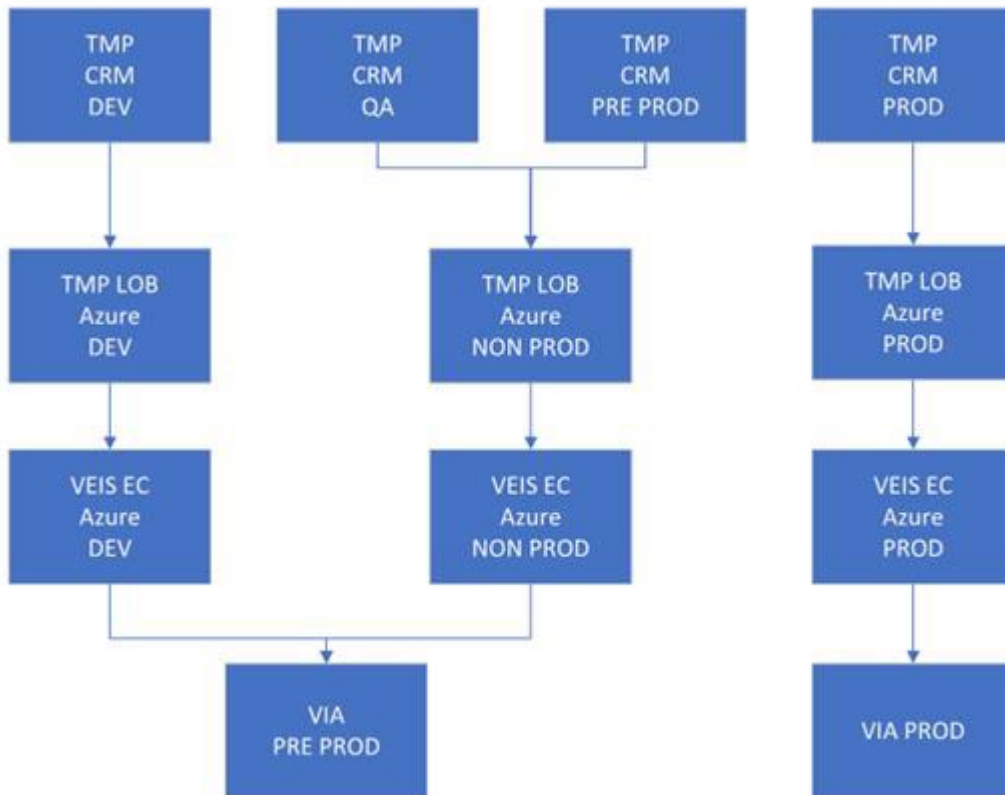 TMP
CRM
DEV
TMP
CRM
QA
TMP
CRM
PRE PROD
TMP
CRM
PROD
TMP LOB
Azure
DEV
TMP LOB
Azure
NON PROD
TMP LOB
Azure
PROD
VEIS EC
Azure
DEV
VEIS EC
Azure
NON PROD
VEIS EC
Azure
PROD
VIA
PRE PROD
VIA PROD